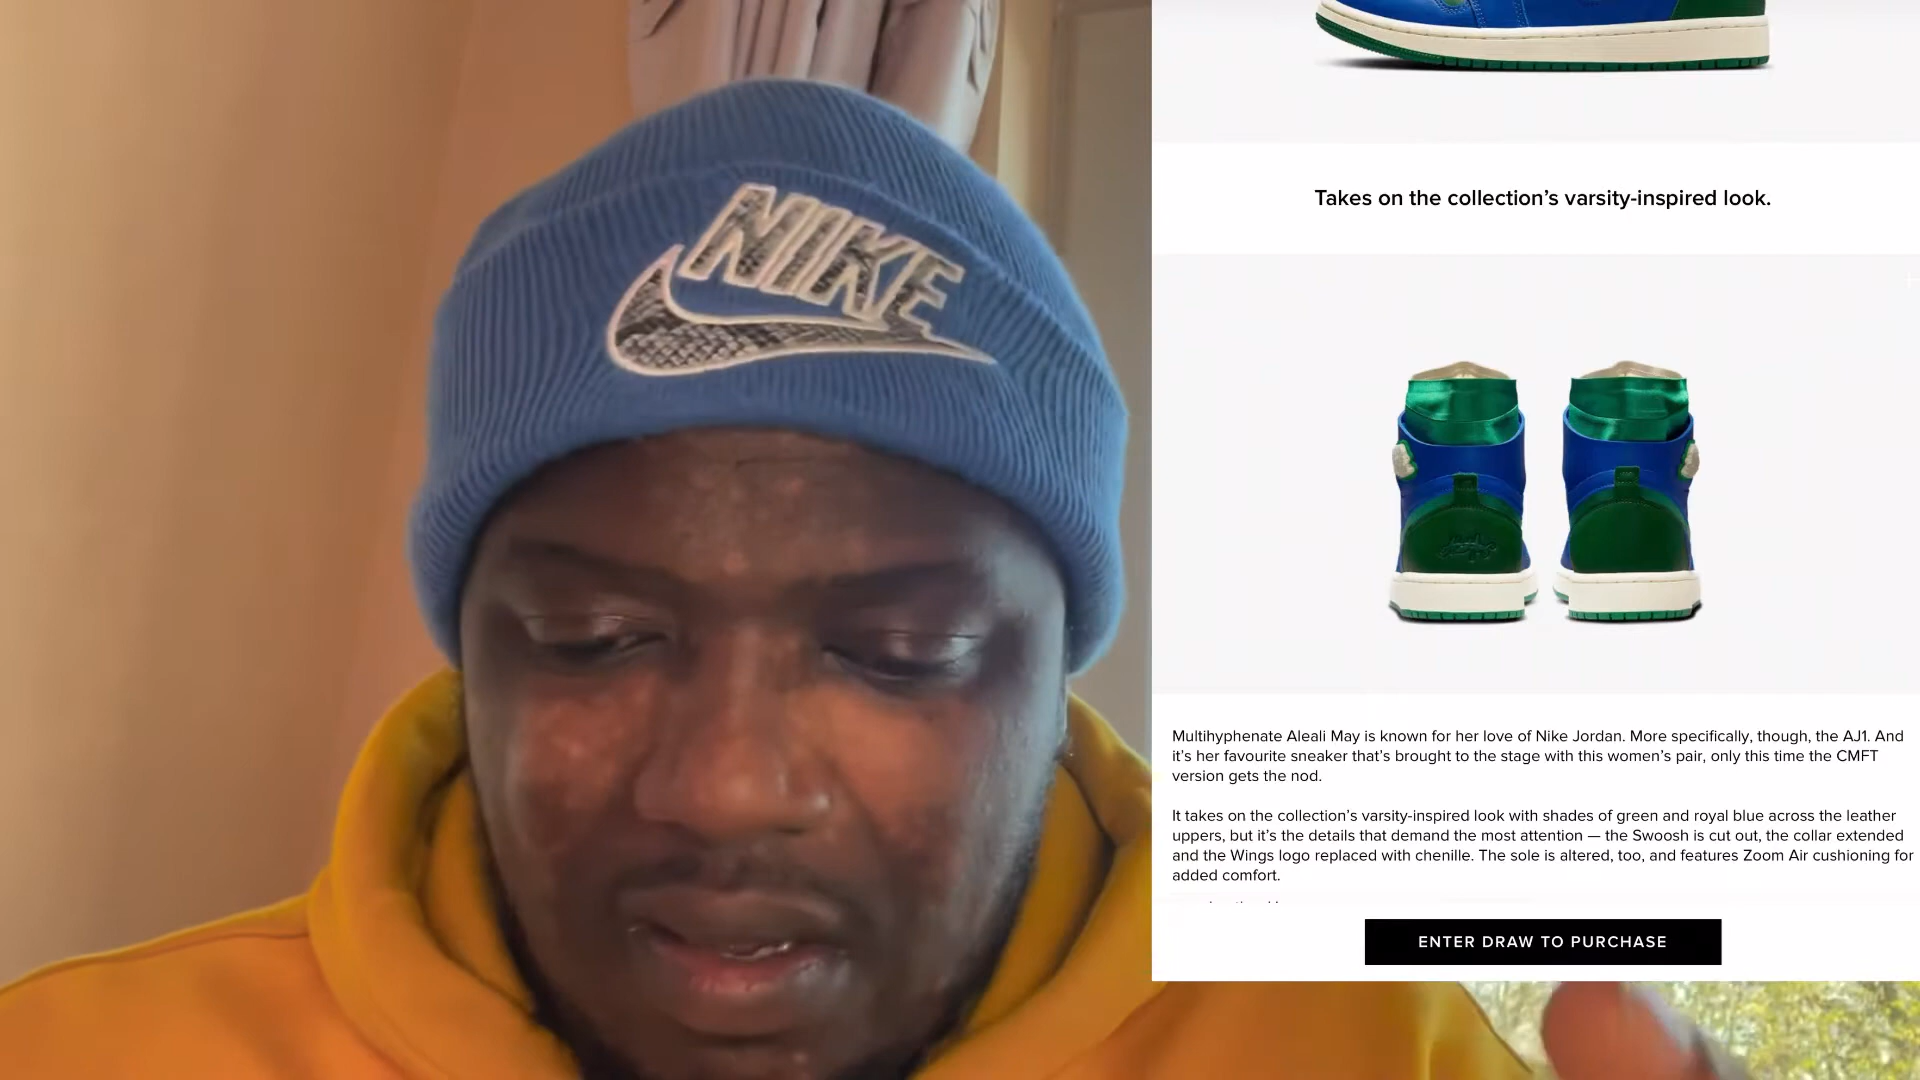 NIKE
Takes on the collection’s varsity-inspired look.
Multihyphenate Aleali May is known for her love of Nike Jordan. More specifically, though, the AJ1. And
it’s her favourite sneaker that’s brought to the stage with this women’s pair, only this time the CMFT
version gets the nod.
It takes on the collection’s varsity-inspired look with shades of green and royal blue across the leather
uppers, but it’s the details that demand the most attention — the Swoosh is cut out, the collar extended
and the Wings logo replaced with chenille. The sole is altered, too, and features Zoom Air cushioning for
added comfort.
ENTER DRAW TO PURCHASE